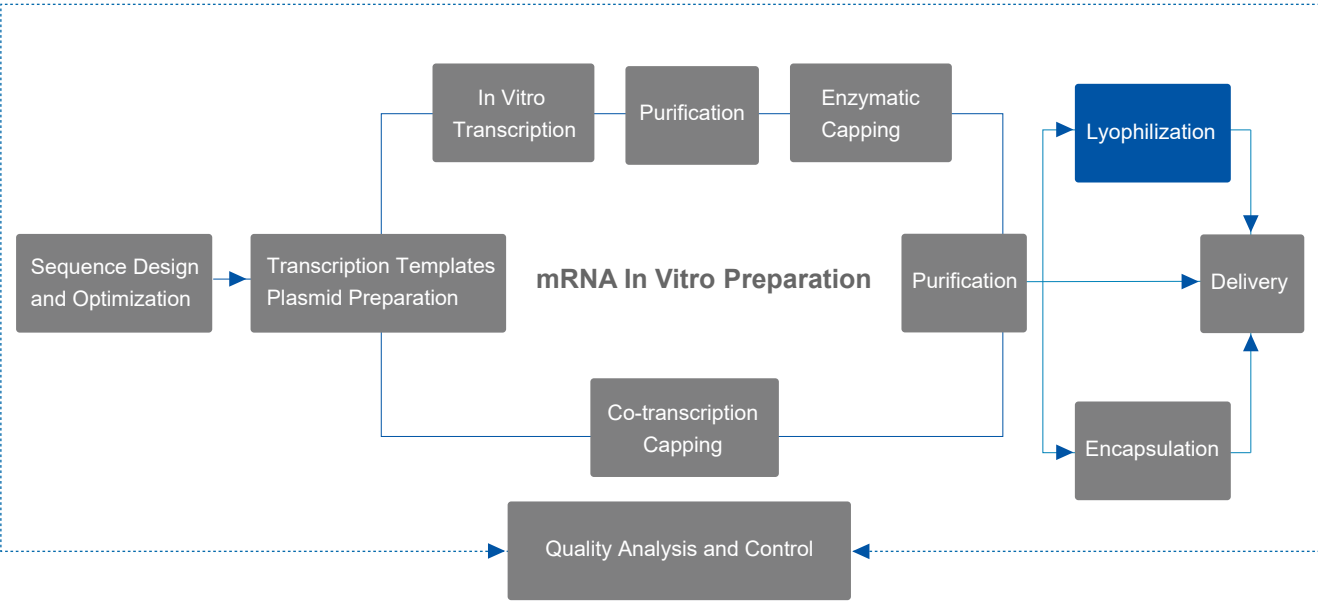 In Vitro
Transcription
Purification
Enzymatic
Capping
Lyophilization
Sequence Design
and Optimization
Transcription Templates
Plasmid Preparation
mRNA In Vitro Preparation
Purification
Delivery
Co-transcription
Capping
Encapsulation
Quality Analysis and Control